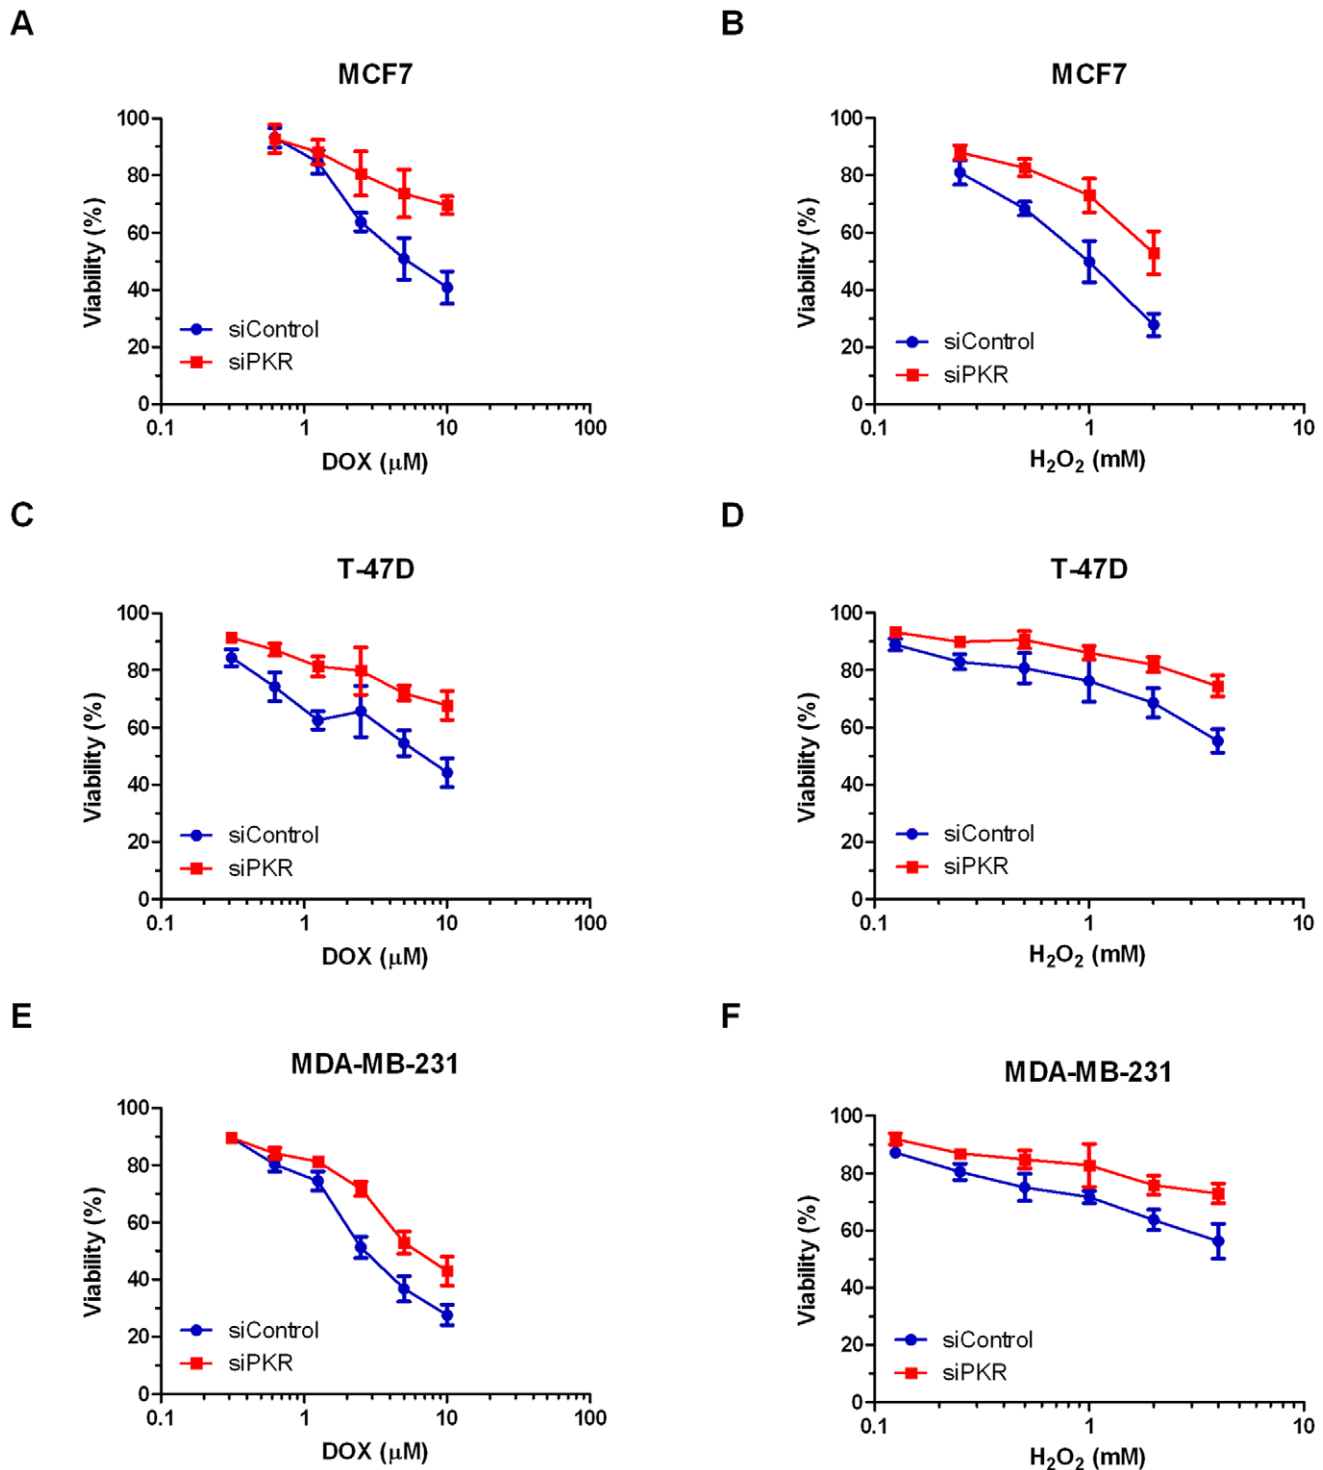 A
MCF7
Viability (%)
100
80
60
40
20
0
siControl
siPKR
0.1
1
10
100
DOX (μM)
B
MCF7
Viability (%)
100
80
60
40
20
0
siControl
siPKR
0.1
1
10
H₂O₂ (mM)
C
T-47D
Viability (%)
100
80
60
40
20
0
siControl
siPKR
0.1
1
10
100
DOX (μM)
D
T-47D
Viability (%)
100
80
60
40
20
0
siControl
siPKR
0.1
1
10
H₂O₂ (mM)
E
MDA-MB-231
Viability (%)
100
80
60
40
20
0
siControl
siPKR
0.1
1
10
100
DOX (μM)
F
MDA-MB-231
Viability (%)
100
80
60
40
20
0
siControl
siPKR
0.1
1
10
H₂O₂ (mM)